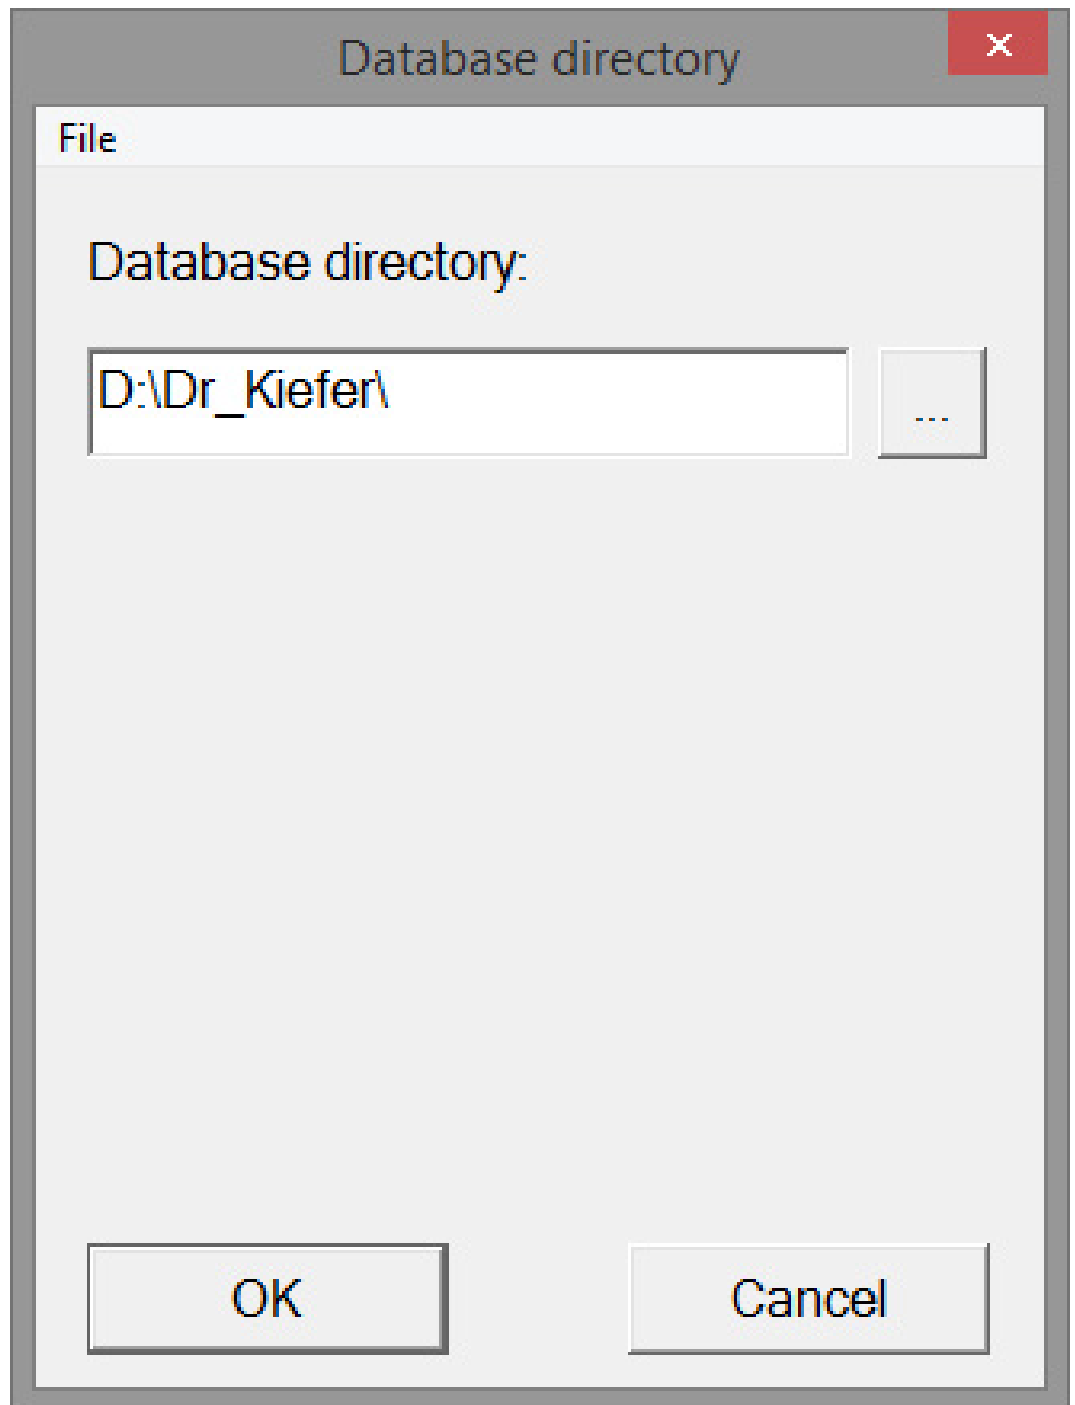 Database directory
File
Database directory:
D:\Dr_Kiefer\
...
OK
Cancel